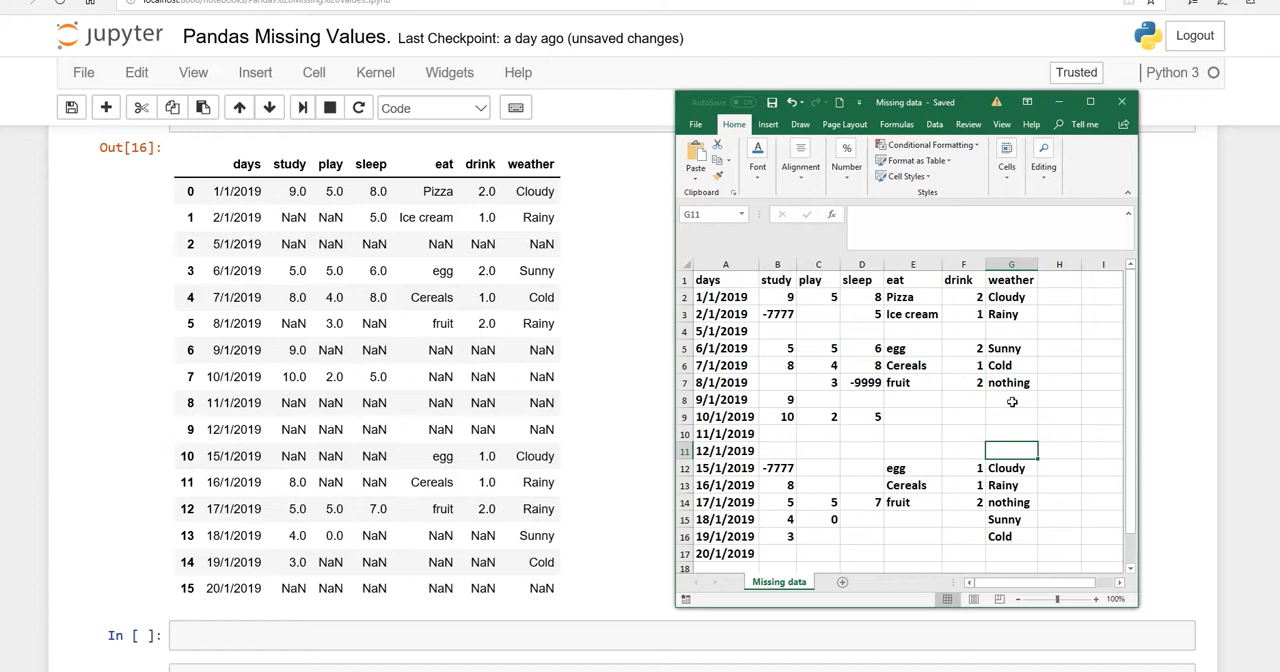 jupyter Pandas Missing Values. Last Checkpoint: a day ago (unsaved changes) Logout
File Edit View Insert Cell Kernel Widgets Help Trusted Python 3
Code
Out[16]:
days study play sleep eat drink weather
0 1/1/2019 9.0 5.0 8.0 Pizza 2.0 Cloudy
1 2/1/2019 NaN NaN 5.0 Ice cream 1.0 Rainy
2 5/1/2019 NaN NaN NaN NaN NaN NaN
3 6/1/2019 5.0 5.0 6.0 egg 2.0 Sunny
4 7/1/2019 8.0 4.0 8.0 Cereals 1.0 Cold
5 8/1/2019 NaN 3.0 NaN fruit 2.0 Rainy
6 9/1/2019 9.0 NaN NaN NaN NaN NaN
7 10/1/2019 10.0 2.0 5.0 NaN NaN NaN
8 11/1/2019 NaN NaN NaN NaN NaN NaN
9 12/1/2019 NaN NaN NaN NaN NaN NaN
10 15/1/2019 NaN NaN NaN egg 1.0 Cloudy
11 16/1/2019 8.0 NaN NaN Cereals 1.0 Rainy
12 17/1/2019 5.0 5.0 7.0 fruit 2.0 Rainy
13 18/1/2019 4.0 0.0 NaN NaN NaN Sunny
14 19/1/2019 3.0 NaN NaN NaN NaN Cold
15 20/1/2019 NaN NaN NaN NaN NaN NaN
In [ ]:
AutoSave Off Missing data - Saved
File Home Insert Draw Page Layout Formulas Data Review View Help Tell me
Paste Font Alignment Number Conditional Formatting Format as Table Cell Styles Cells Editing
Clipboard Styles
G11 fx
A B C D E F G H I
1 days study play sleep eat drink weather
2 1/1/2019 9 5 8 Pizza 2 Cloudy
3 2/1/2019 -7777 5 Ice cream 1 Rainy
4 5/1/2019
5 6/1/2019 5 5 6 egg 2 Sunny
6 7/1/2019 8 4 8 Cereals 1 Cold
7 8/1/2019 3 -9999 fruit 2 nothing
8 9/1/2019 9
9 10/1/2019 10 2 5
10 11/1/2019
11 12/1/2019
12 15/1/2019 -7777 egg 1 Cloudy
13 16/1/2019 8 Cereals 1 Rainy
14 17/1/2019 5 5 7 fruit 2 nothing
15 18/1/2019 4 0 Sunny
16 19/1/2019 3 Cold
17 20/1/2019
18
Missing data
100%